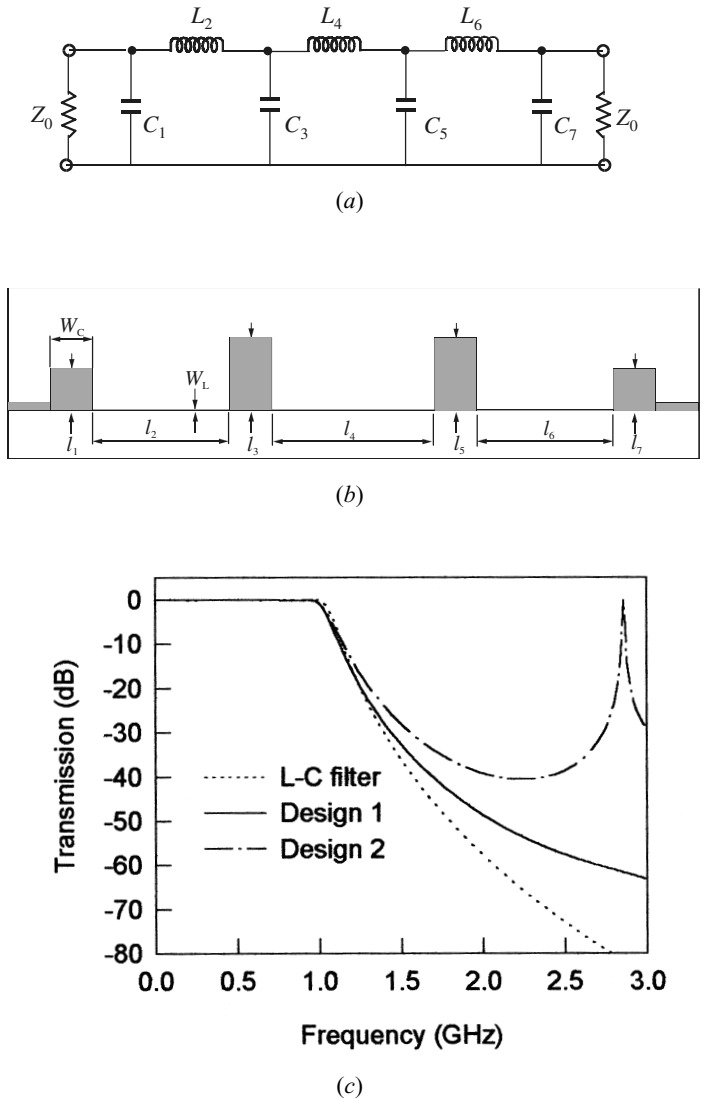 L2 L4 L6
Z0 C1 C3 C5 C7 Z0
(a)
WC
WL
l1 l2 l3 l4 l5 l6 l7
(b)
Transmission (dB)
0
-10
-20
-30
-40
-50
-60
-70
-80
L-C filter
Design 1
Design 2
0.0 0.5 1.0 1.5 2.0 2.5 3.0
Frequency (GHz)
(c)